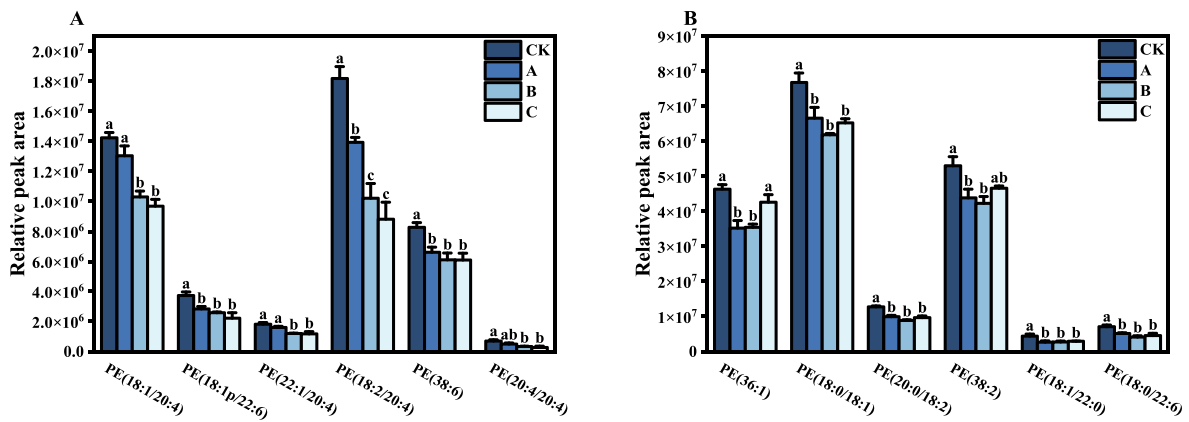 A
Relative peak area
2.0×10⁷
1.8×10⁷
1.6×10⁷
1.4×10⁷
1.2×10⁷
1.0×10⁷
8.0×10⁶
6.0×10⁶
4.0×10⁶
2.0×10⁶
0.0
CK
A
B
C
a a b b
a b b b
a a b b
a b c c
a b b b
a ab b b
PE(18:1/20:4)
PE(18:1p/22:6)
PE(22:1/20:4)
PE(18:2/20:4)
PE(38:6)
PE(20:4/20:4)
B
Relative peak area
9×10⁷
8×10⁷
7×10⁷
6×10⁷
5×10⁷
4×10⁷
3×10⁷
2×10⁷
1×10⁷
0
CK
A
B
C
a b b a
a b b b
a b b b
a b b ab
a b b b
a b b b
PE(36:1)
PE(18:0/18:1)
PE(20:0/18:2)
PE(38:2)
PE(18:1/22:0)
PE(18:0/22:6)